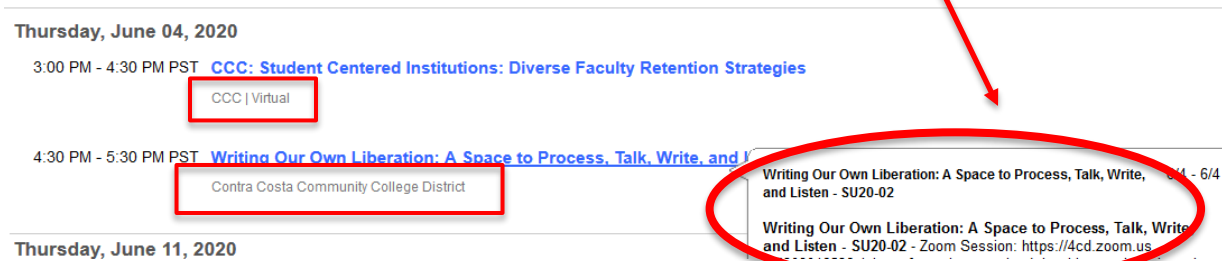 Thursday, June 04, 2020
3:00 PM - 4:30 PM PST CCC: Student Centered Institutions: Diverse Faculty Retention Strategies
CCC | Virtual
4:30 PM - 5:30 PM PST Writing Our Own Liberation: A Space to Process, Talk, Write, and
Contra Costa Community College District
Writing Our Own Liberation: A Space to Process, Talk, Write, 6/4 - 6/4
and Listen - SU20-02
Writing Our Own Liberation: A Space to Process, Talk, Write
and Listen - SU20-02 - Zoom Session: https://4cd.zoom.us
Thursday, June 11, 2020